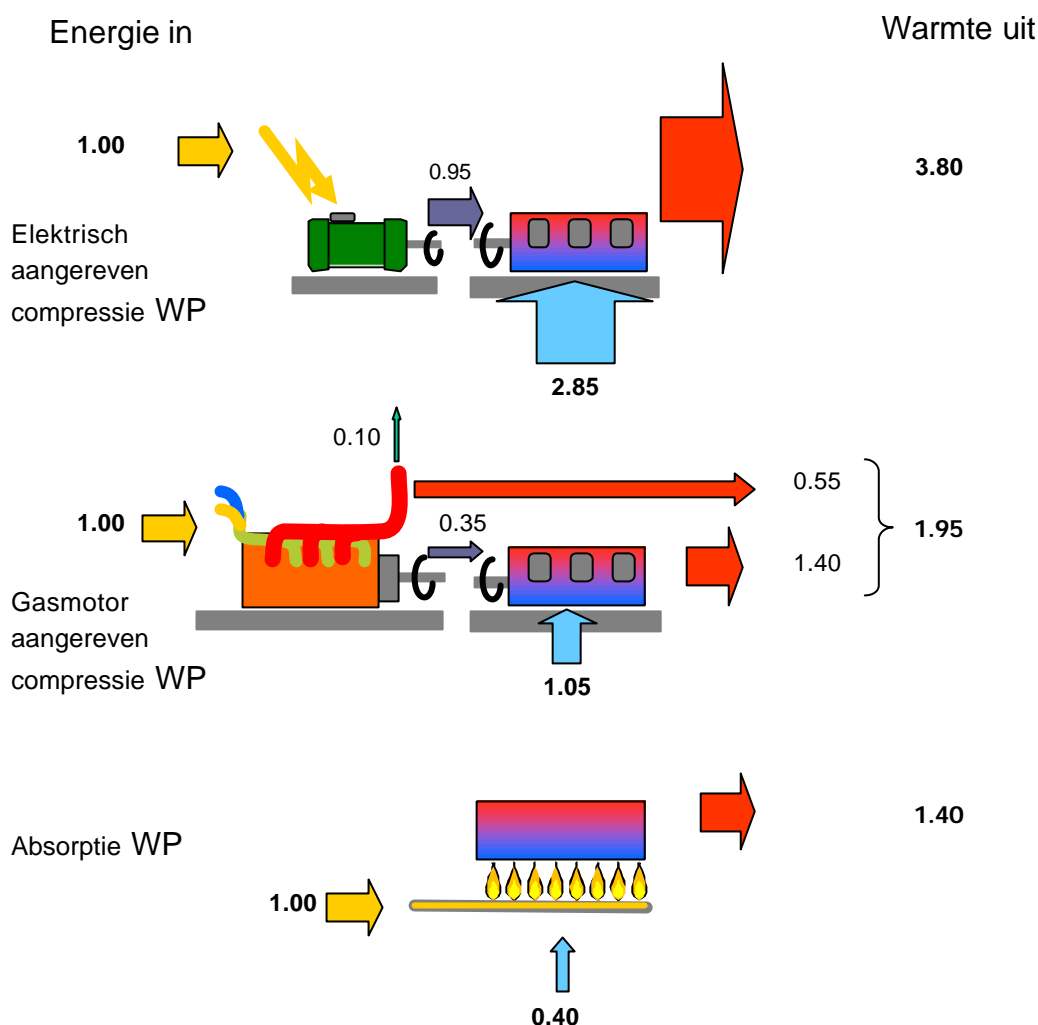 Energie in
Warmte uit
1.00
0.95
3.80
Elektrisch
aangereven
compressie WP
2.85
0.10
0.55
1.00
0.35
1.95
1.40
Gasmotor
aangereven
compressie WP
1.05
1.40
Absorptie WP
1.00
0.40